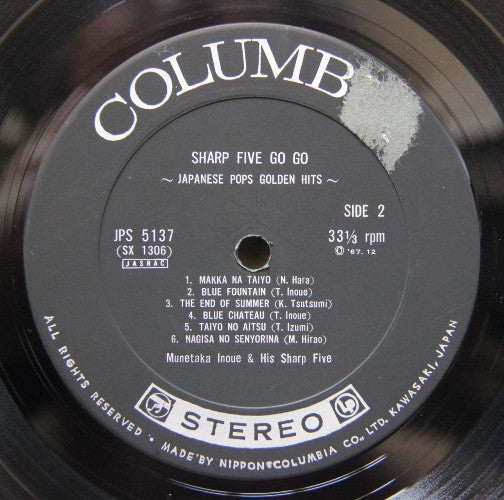 COLUMB
SHARP FIVE GO GO
~ JAPANESE POPS GOLDEN HITS ~
SIDE 2
JPS 5137
(SX 1306)
JASRAC
33⅓ rpm
Ⓟ '67. 12
1. MAKKA NA TAIYO (N. Hara)
2. BLUE FOUNTAIN (T. Inoue)
3. THE END OF SUMMER (K. Tsutsumi)
4. BLUE CHATEAU (T. Inoue)
5. TAIYO NO AITSU (T. Izumi)
6. NAGISA NO SENYORINA (M. Hirao)
Munetaka Inoue & His Sharp Five
STEREO
LP
ALL RIGHTS RESERVED. • MADE BY NIPPON COLUMBIA CO., LTD. KAWASAKI, JAPAN